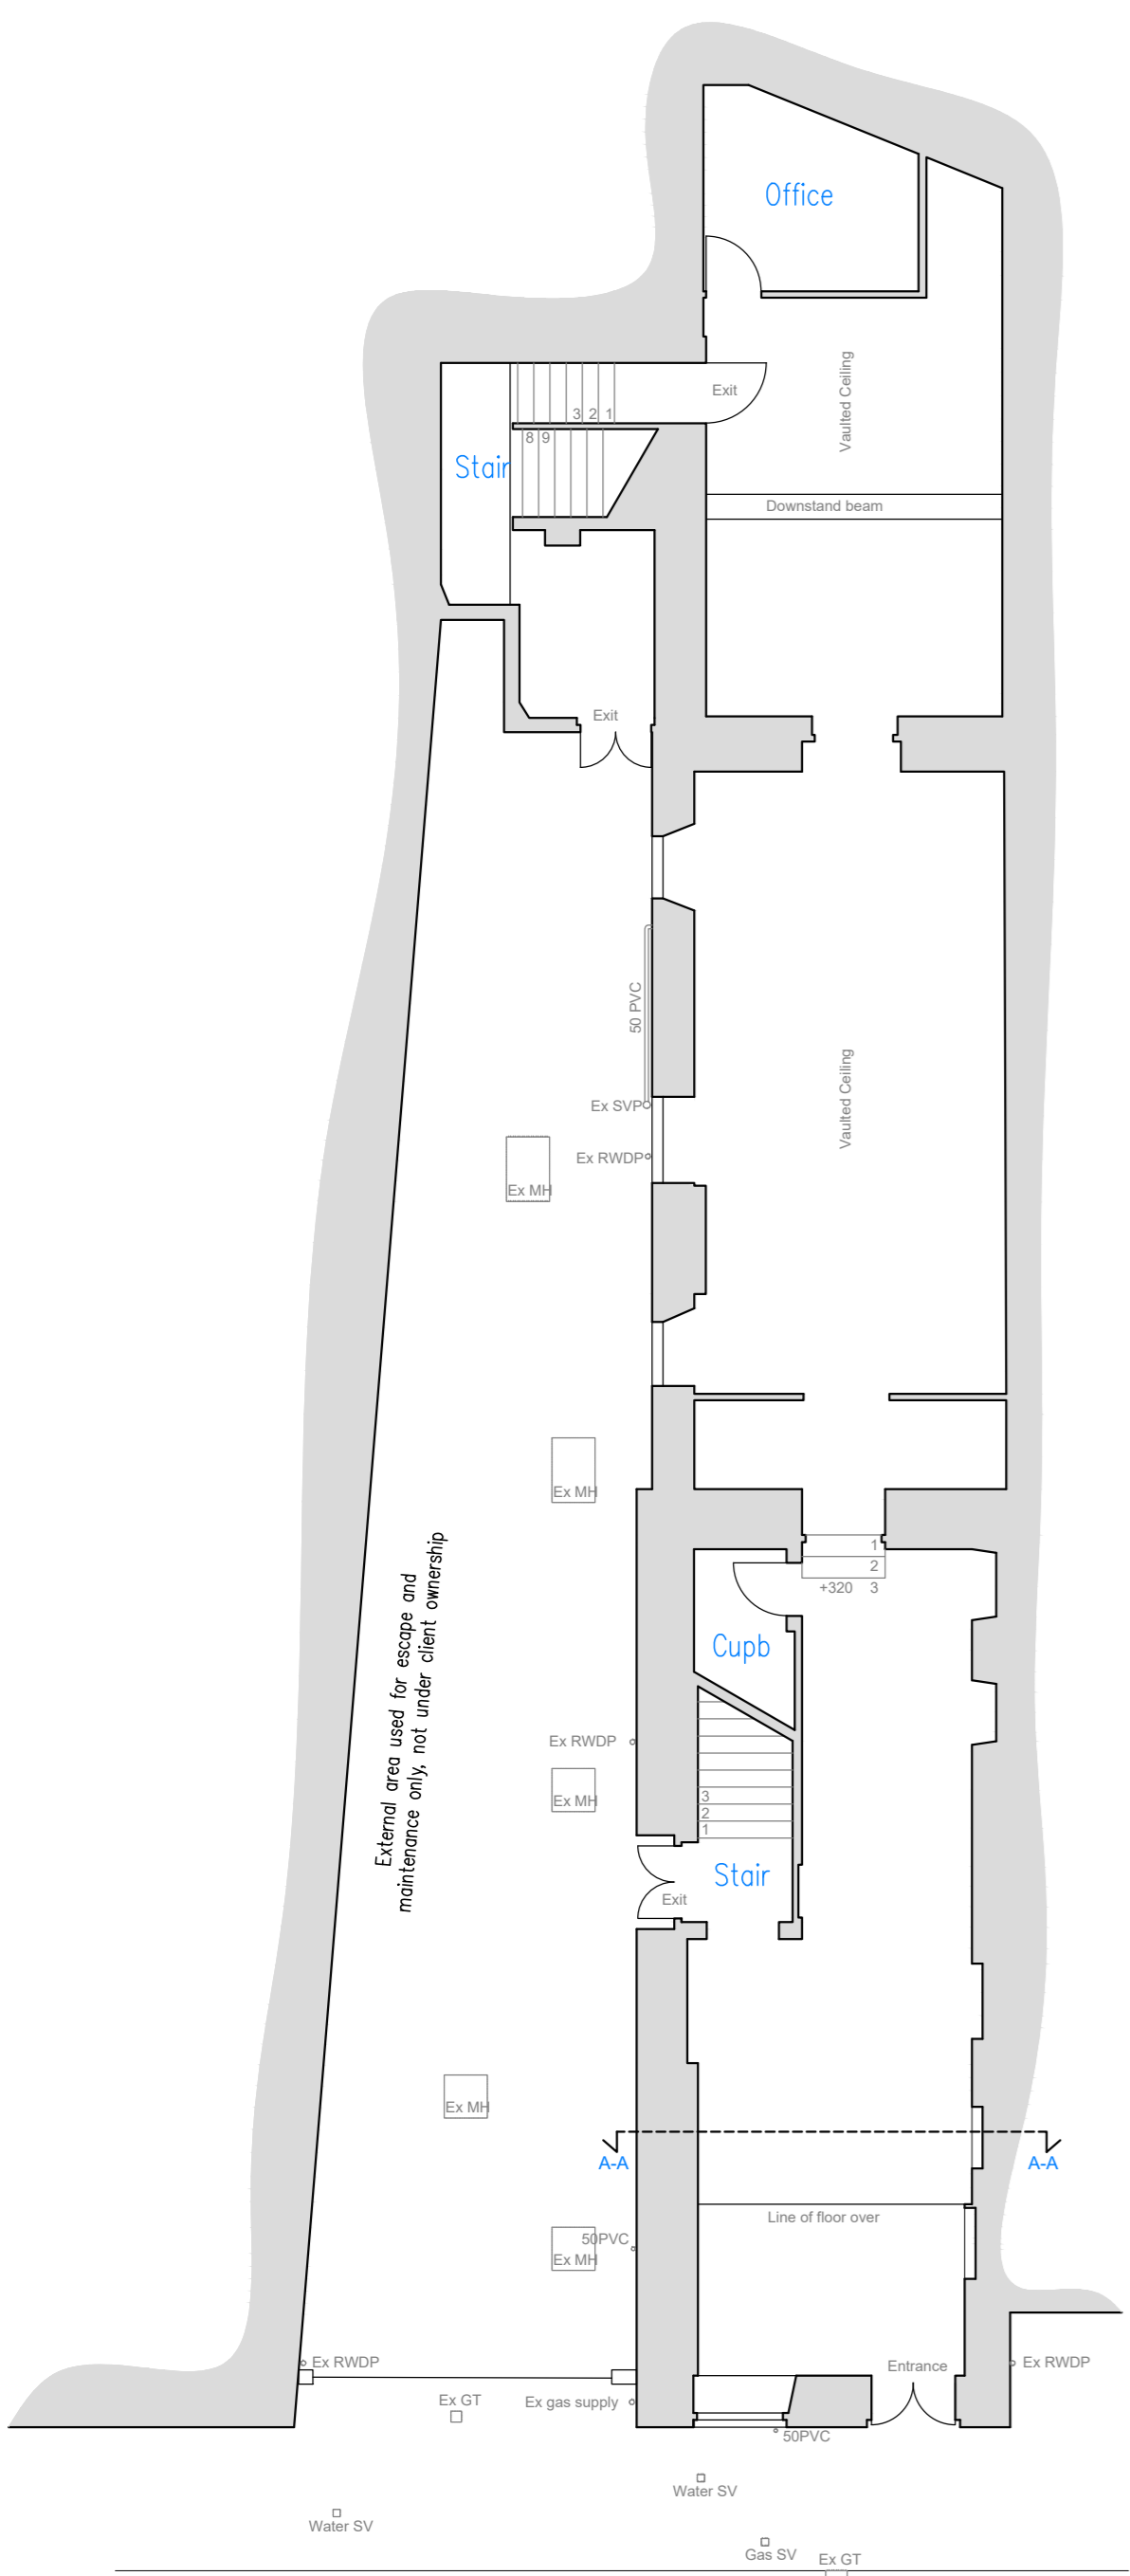 Office
Vaulted Ceiling
Exit
3 2 1
8 9
Stair
Downstand beam
Exit
50 PVC
Vaulted Ceiling
Ex SVP
Ex RWDP
Ex MH
Ex MH
1
2
+320 3
External area used for escape and
maintenance only, not under client ownership
Cupb
Ex RWDP
Ex MH
3
2
1
Stair
Exit
Ex MH
A-A
A-A
Line of floor over
50PVC
Ex MH
Ex RWDP
Entrance
Ex RWDP
Ex GT
Ex gas supply
50PVC
Water SV
Water SV
Gas SV
Ex GT